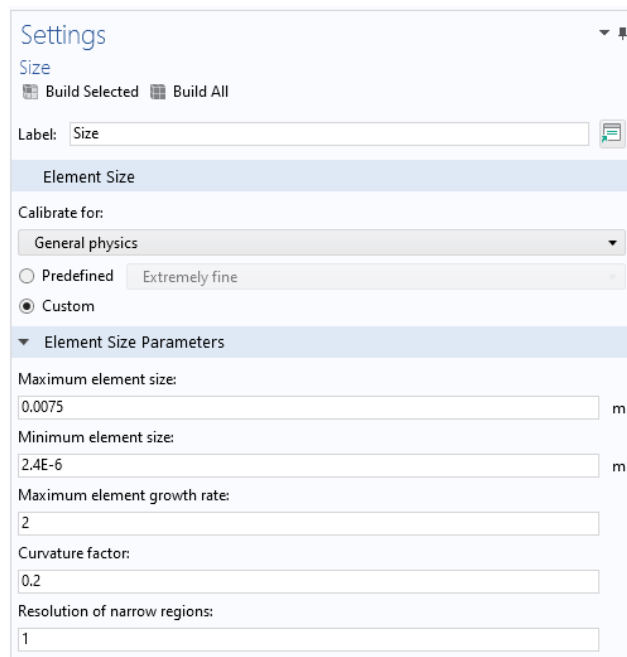 Settings
Size
Build Selected Build All
Label: Size
Element Size
Calibrate for:
General physics
Predefined Extremely fine
Custom
Element Size Parameters
Maximum element size:
0.0075 m
Minimum element size:
2.4E-6 m
Maximum element growth rate:
2
Curvature factor:
0.2
Resolution of narrow regions:
1